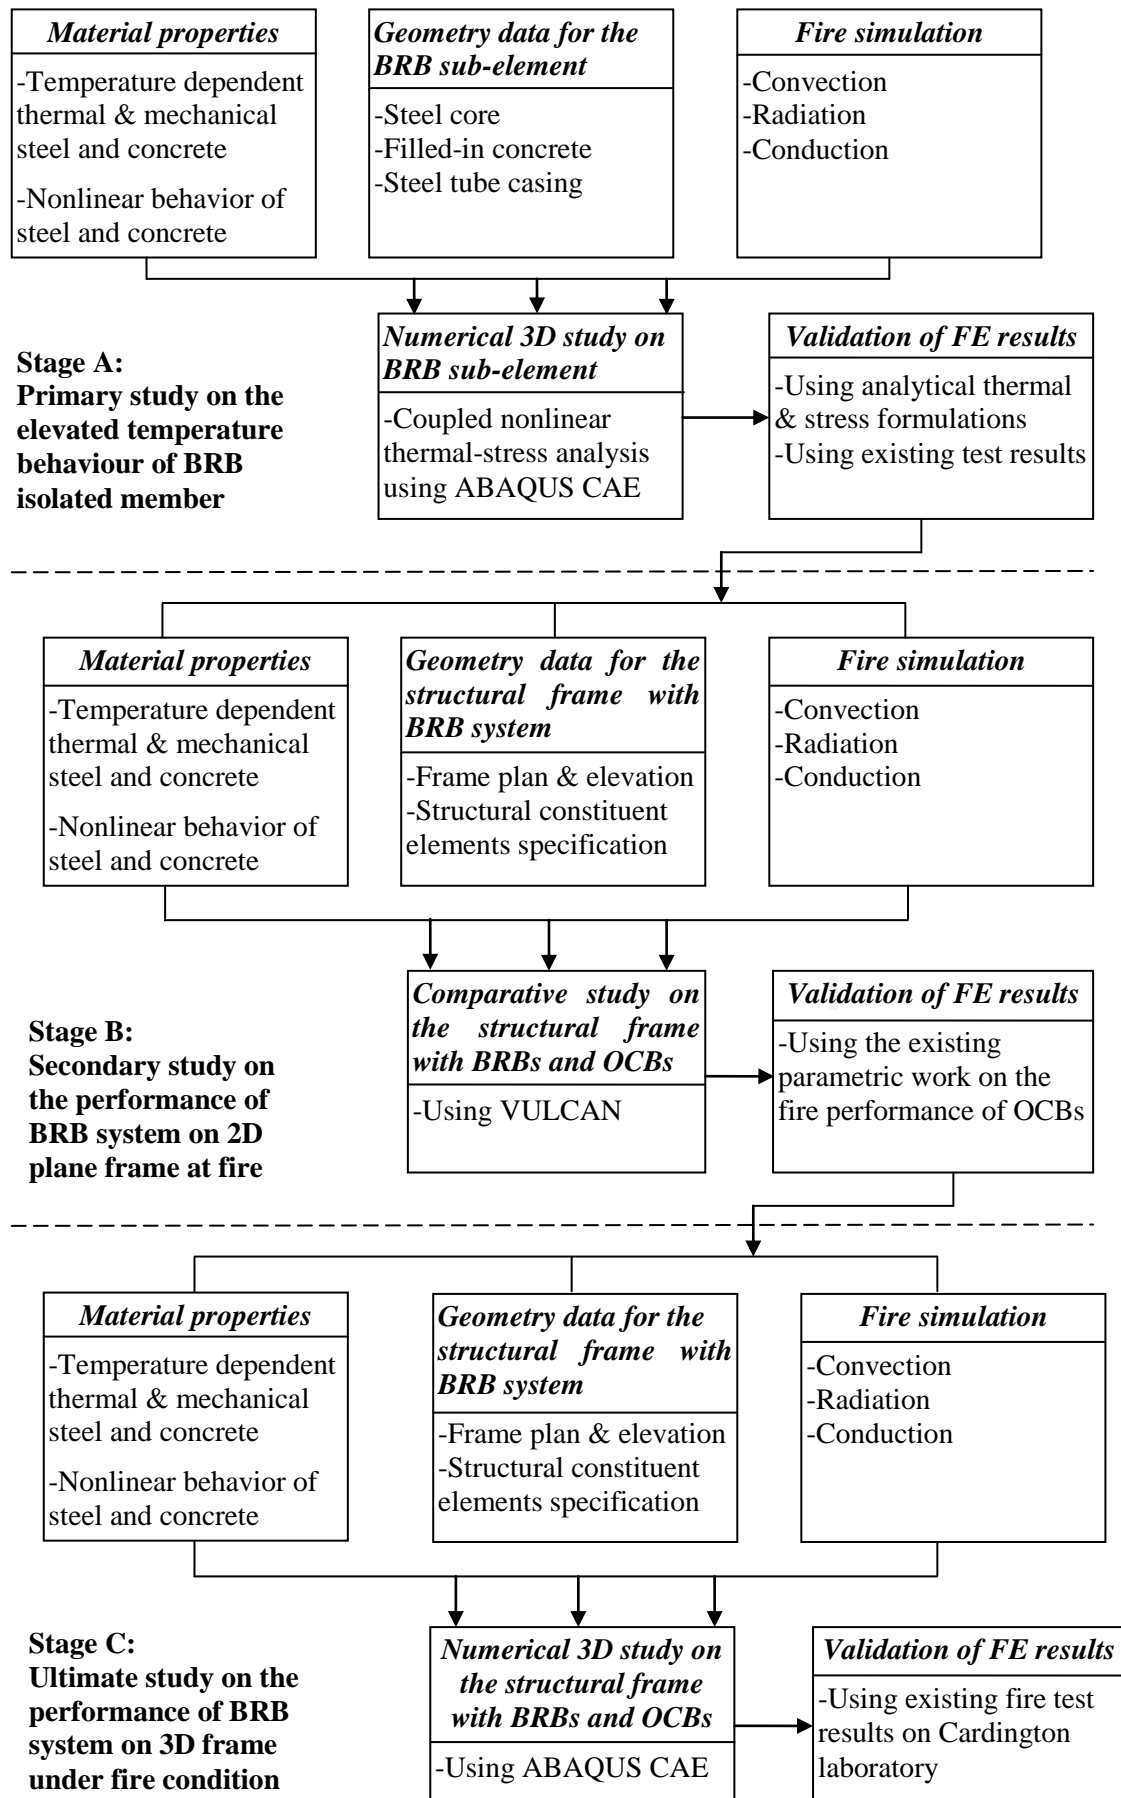 Material properties
-Temperature dependent
thermal & mechanical
steel and concrete
-Nonlinear behavior of
steel and concrete
Geometry data for the
BRB sub-element
-Steel core
-Filled-in concrete
-Steel tube casing
Fire simulation
-Convection
-Radiation
-Conduction
Stage A:
Primary study on the
elevated temperature
behaviour of BRB
isolated member
Numerical 3D study on
BRB sub-element
-Coupled nonlinear
thermal-stress analysis
using ABAQUS CAE
Validation of FE results
-Using analytical thermal
& stress formulations
-Using existing test results
Material properties
-Temperature dependent
thermal & mechanical
steel and concrete
-Nonlinear behavior of
steel and concrete
Geometry data for the
structural frame with
BRB system
-Frame plan & elevation
-Structural constituent
elements specification
Fire simulation
-Convection
-Radiation
-Conduction
Stage B:
Secondary study on
the performance of
BRB system on 2D
plane frame at fire
Comparative study on
the structural frame
with BRBs and OCBs
-Using VULCAN
Validation of FE results
-Using the existing
parametric work on the
fire performance of OCBs
Material properties
-Temperature dependent
thermal & mechanical
steel and concrete
-Nonlinear behavior of
steel and concrete
Geometry data for the
structural frame with
BRB system
-Frame plan & elevation
-Structural constituent
elements specification
Fire simulation
-Convection
-Radiation
-Conduction
Stage C:
Ultimate study on the
performance of BRB
system on 3D frame
under fire condition
Numerical 3D study on
the structural frame
with BRBs and OCBs
-Using ABAQUS CAE
Validation of FE results
-Using existing fire test
results on Cardington
laboratory